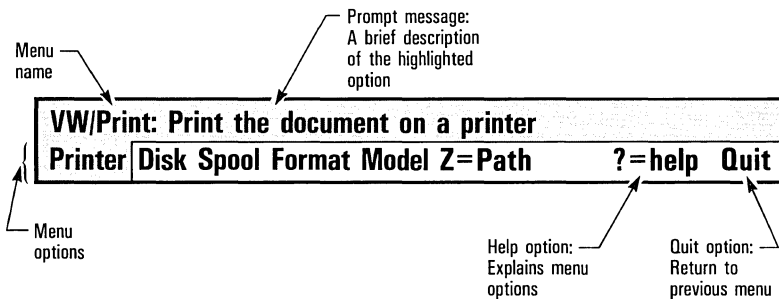 Prompt message:
A brief description
of the highlighted
option
Menu
name
VW/Print: Print the document on a printer
Printer Disk Spool Format Model Z=Path ?=help Quit
Menu
options
Help option:
Explains menu
options
Quit option:
Return to
previous menu